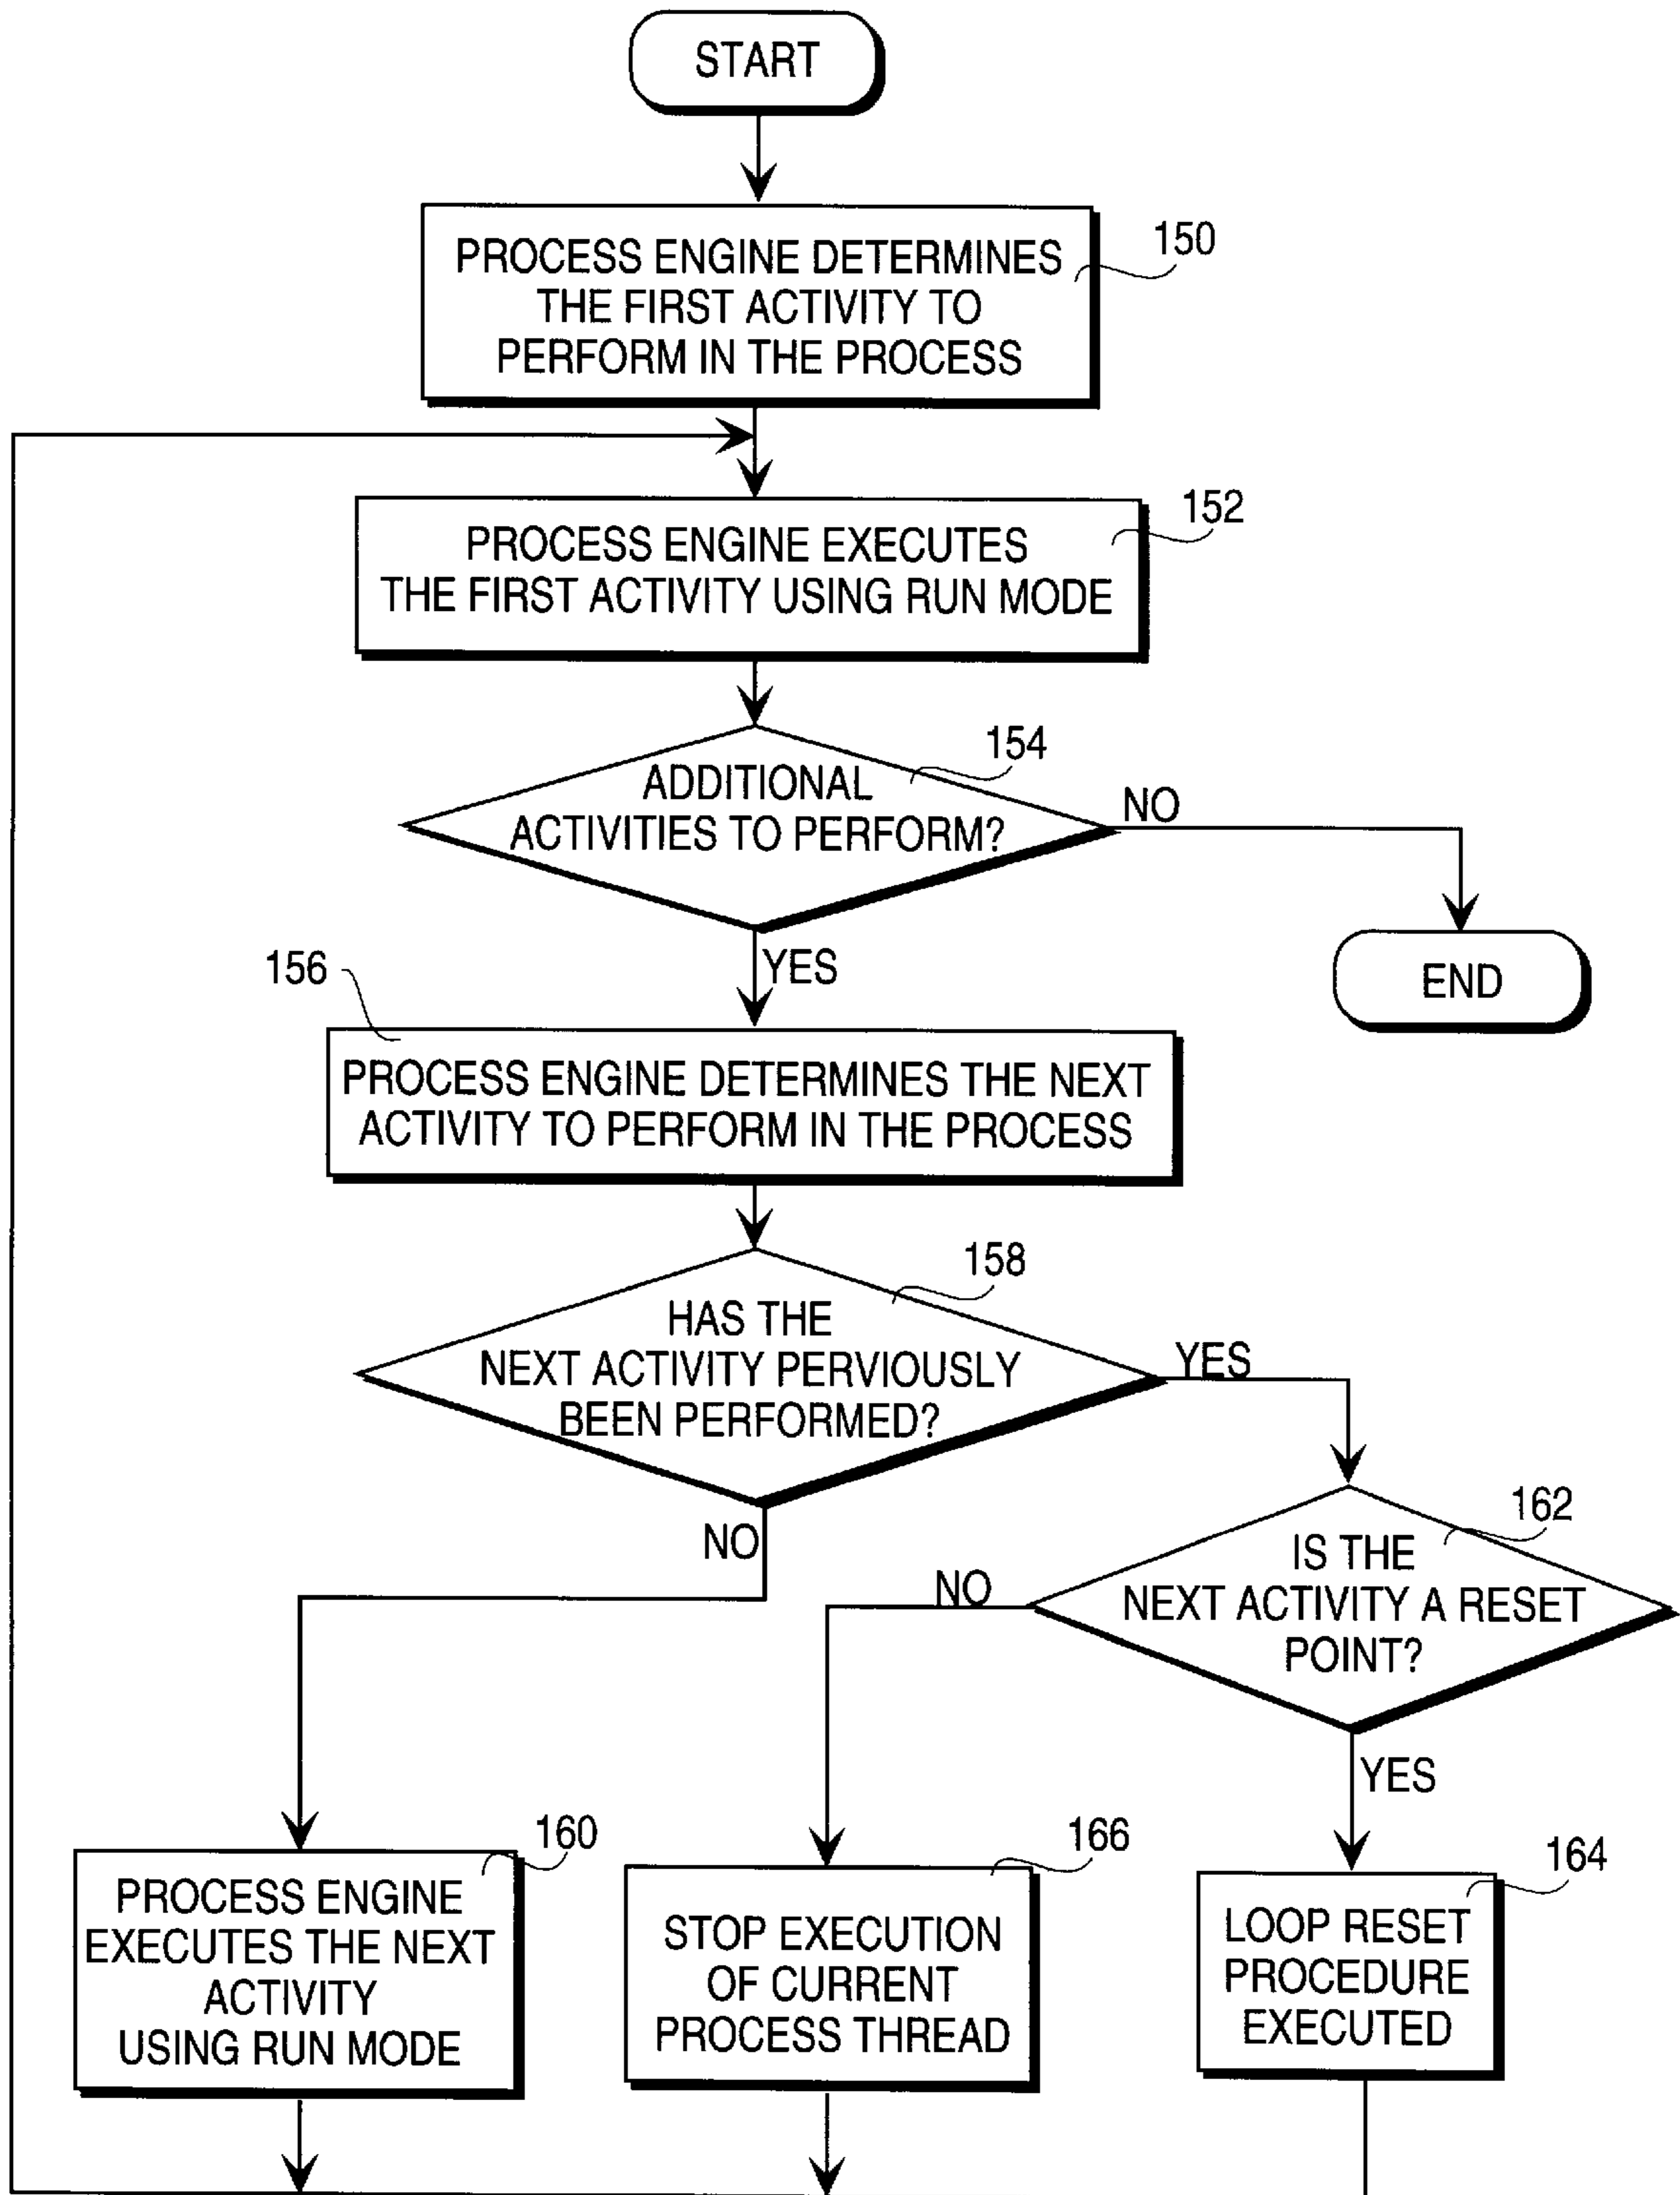 START
PROCESS ENGINE DETERMINES
THE FIRST ACTIVITY TO
PERFORM IN THE PROCESS
150
PROCESS ENGINE EXECUTES
THE FIRST ACTIVITY USING RUN MODE
152
ADDITIONAL
ACTIVITIES TO PERFORM?
154
NO
END
YES
156
PROCESS ENGINE DETERMINES THE NEXT
ACTIVITY TO PERFORM IN THE PROCESS
158
HAS THE
NEXT ACTIVITY PERVIOUSLY
BEEN PERFORMED?
YES
NO
162
IS THE
NEXT ACTIVITY A RESET
POINT?
NO
YES
160
PROCESS ENGINE
EXECUTES THE NEXT
ACTIVITY
USING RUN MODE
166
STOP EXECUTION
OF CURRENT
PROCESS THREAD
164
LOOP RESET
PROCEDURE
EXECUTED